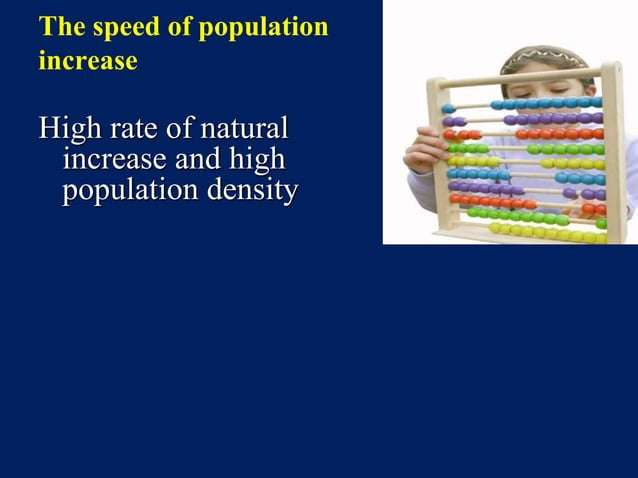 The speed of population
increase
High rate of natural
increase and high
population density